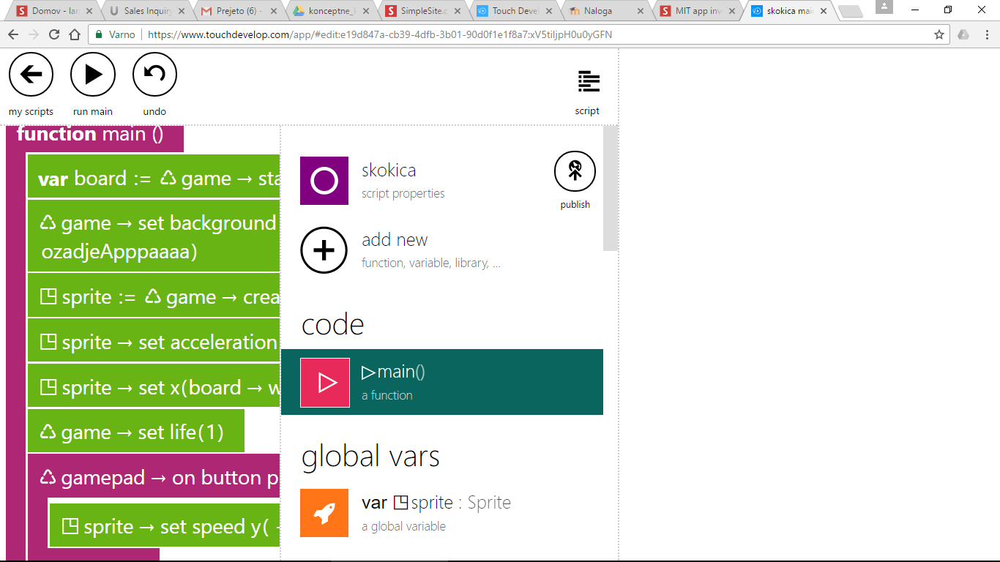 Domov - Ian
Sales Inquiry
Prejeto (6) -
konceptne_
SimpleSite.c
Touch Devel
Naloga
MIT app inv
skokica mai
Varno
https://www.touchdevelop.com/app/#edit:e19d847a-cb39-4dfb-3b01-90d0f1e1f8a7:xV5tiIjpH0u0yGFN
my scripts
run main
undo
script
function main ()
var board := game → sta
game → set background
ozadjeApppaaaa)
sprite := game → crea
sprite → set acceleration
sprite → set x(board → w
game → set life(1)
gamepad → on button p
sprite → set speed y( -
skokica
script properties
publish
add new
function, variable, library, ...
code
main()
a function
global vars
var sprite : Sprite
a global variable